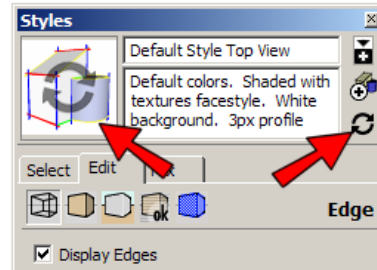 Styles
Default Style Top View
Default colors. Shaded with
textures facestyle. White
background. 3px profile
Select Edit
ok
Edge
Display Edges